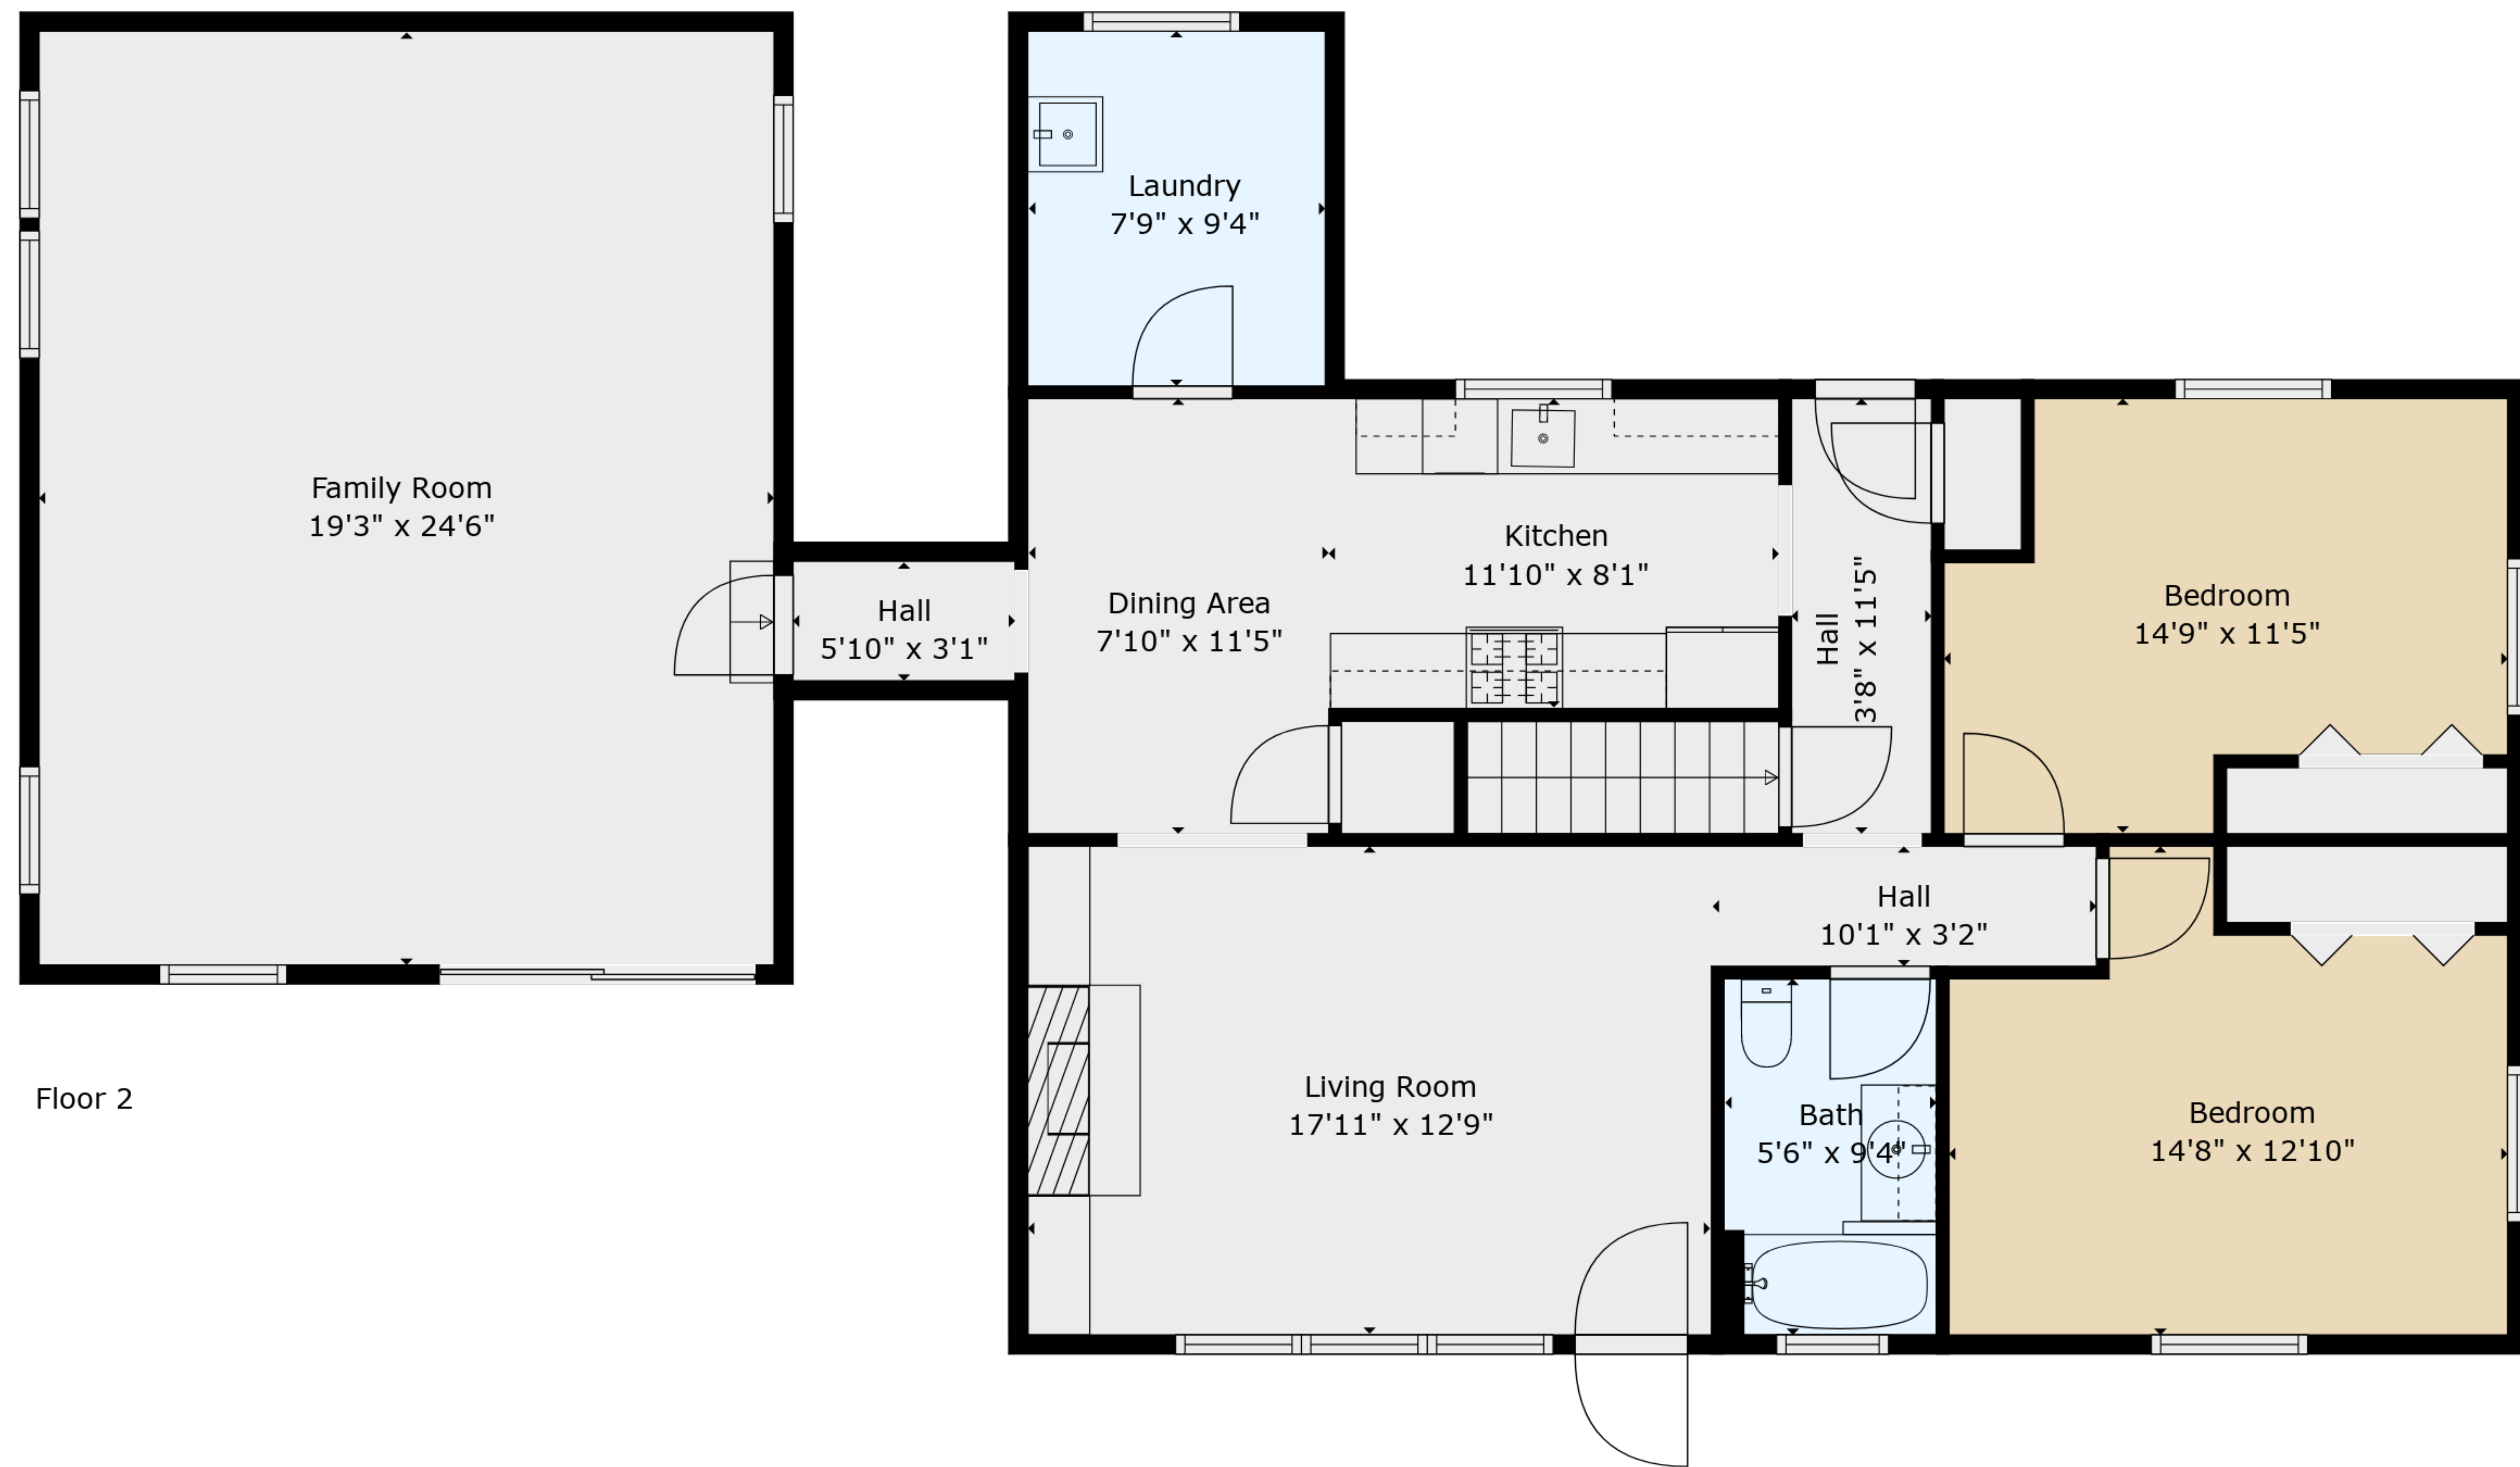 Laundry
7'9" x 9'4"
Family Room
19'3" x 24'6"
Kitchen
11'10" x 8'1"
Hall
5'10" x 3'1"
Dining Area
7'10" x 11'5"
Hall
3'8" x 11'5"
Bedroom
14'9" x 11'5"
Hall
10'1" x 3'2"
Living Room
17'11" x 12'9"
Bath
5'6" x 9'4"
Bedroom
14'8" x 12'10"
Floor 2